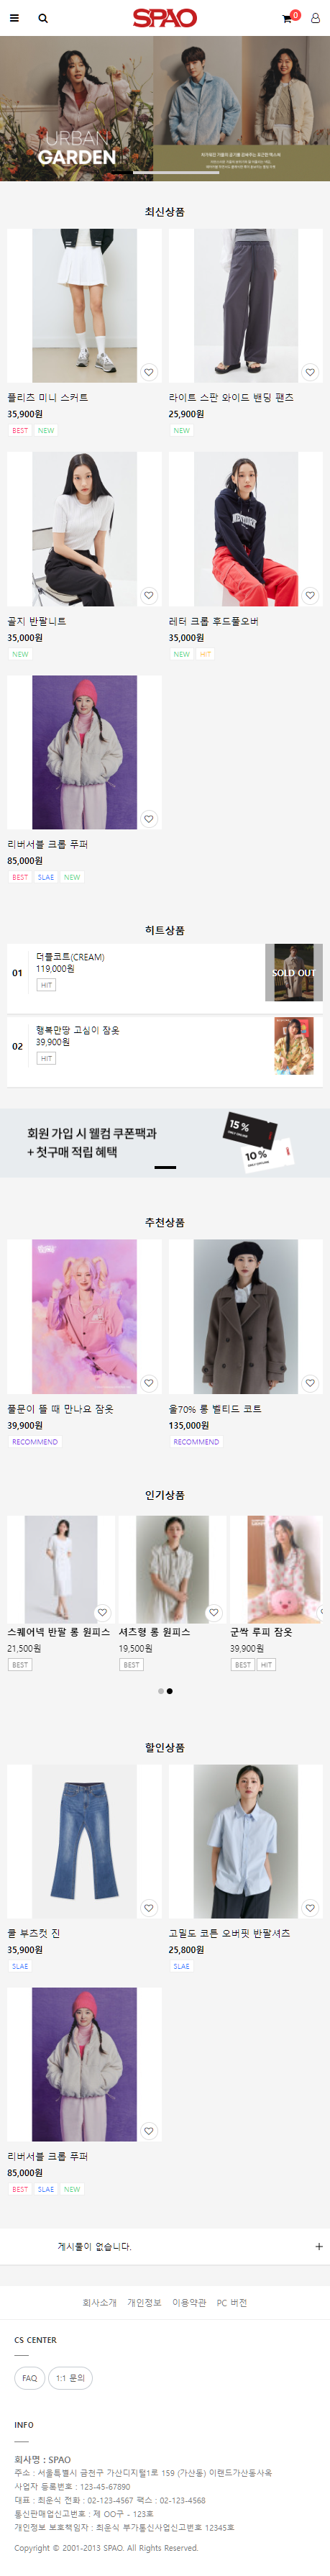 SPAO
0
URBAN
GARDEN
최신상품
플리즈 미니 스커트
35,900원
BEST NEW
라이트 스판 와이드 밴딩 팬츠
25,900원
NEW
골지 반팔니트
35,000원
NEW
레터 크롭 후드풀오버
35,000원
NEW HIT
리버서블 크롭 푸퍼
85,000원
BEST SLAE NEW
히트상품
01
더플코트(CREAM)
119,000원
HIT
SOLD OUT
02
행복만땅 고심이 잠옷
39,900원
HIT
회원 가입 시 웰컴 쿠폰팩과
+ 첫구매 적립 혜택
15%
10%
추천상품
풀문이 뜰 때 만나요 잠옷
39,900원
RECOMMEND
울70% 롱 벨티드 코트
135,000원
RECOMMEND
인기상품
스퀘어넥 반팔 롱 원피스
21,500원
BEST
셔츠형 롱 원피스
19,500원
BEST
군싹 루피 잠옷
39,900원
BEST HIT
할인상품
쿨 부츠컷 진
35,900원
SLAE
고밀도 코튼 오버핏 반팔셔츠
25,800원
SLAE
리버서블 크롭 푸퍼
85,000원
BEST SLAE NEW
게시물이 없습니다.
+
회사소개 개인정보 이용약관 PC 버전
CS CENTER
FAQ 1:1 문의
INFO
회사명 : SPAO
주소 : 서울특별시 금천구 가산디지털1로 159 (가산동) 이랜드가산동사옥
사업자 등록번호 : 123-45-67890
대표 : 최운식 전화 : 02-123-4567 팩스 : 02-123-4568
통신판매업신고번호 : 제 OO구 - 123호
개인정보 보호책임자 : 최운식 부가통신사업신고번호 12345호
Copyright © 2001-2013 SPAO. All Rights Reserved.